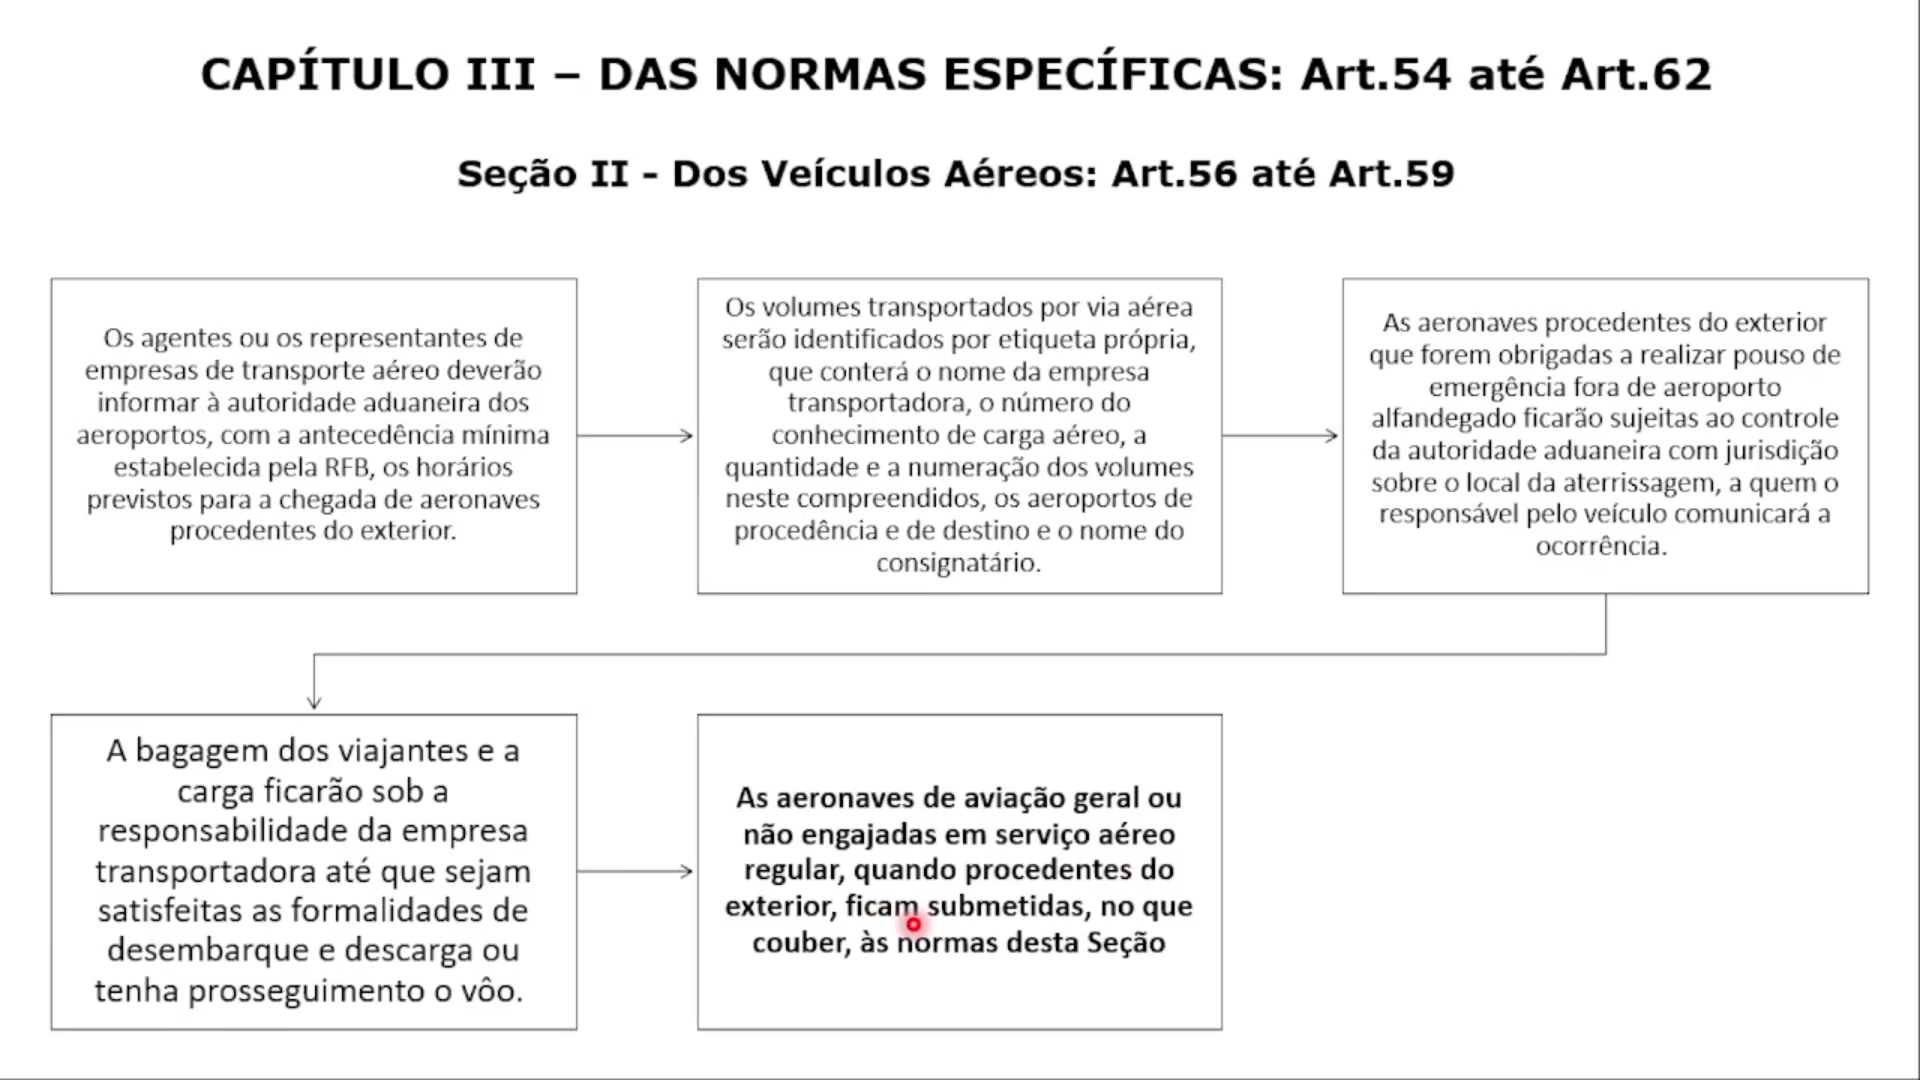 CAPÍTULO III – DAS NORMAS ESPECÍFICAS: Art.54 até Art.62
Seção II - Dos Veículos Aéreos: Art.56 até Art.59
Os agentes ou os representantes de
empresas de transporte aéreo deverão
informar à autoridade aduaneira dos
aeroportos, com a antecedência mínima
estabelecida pela RFB, os horários
previstos para a chegada de aeronaves
procedentes do exterior.
Os volumes transportados por via aérea
serão identificados por etiqueta própria,
que conterá o nome da empresa
transportadora, o número do
conhecimento de carga aéreo, a
quantidade e a numeração dos volumes
neste compreendidos, os aeroportos de
procedência e de destino e o nome do
consignatário.
As aeronaves procedentes do exterior
que forem obrigadas a realizar pouso de
emergência fora de aeroporto
alfandegado ficarão sujeitas ao controle
da autoridade aduaneira com jurisdição
sobre o local da aterrissagem, a quem o
responsável pelo veículo comunicará a
ocorrência.
A bagagem dos viajantes e a
carga ficarão sob a
responsabilidade da empresa
transportadora até que sejam
satisfeitas as formalidades de
desembarque e descarga ou
tenha prosseguimento o vôo.
As aeronaves de aviação geral ou
não engajadas em serviço aéreo
regular, quando procedentes do
exterior, ficam submetidas, no que
couber, às normas desta Seção